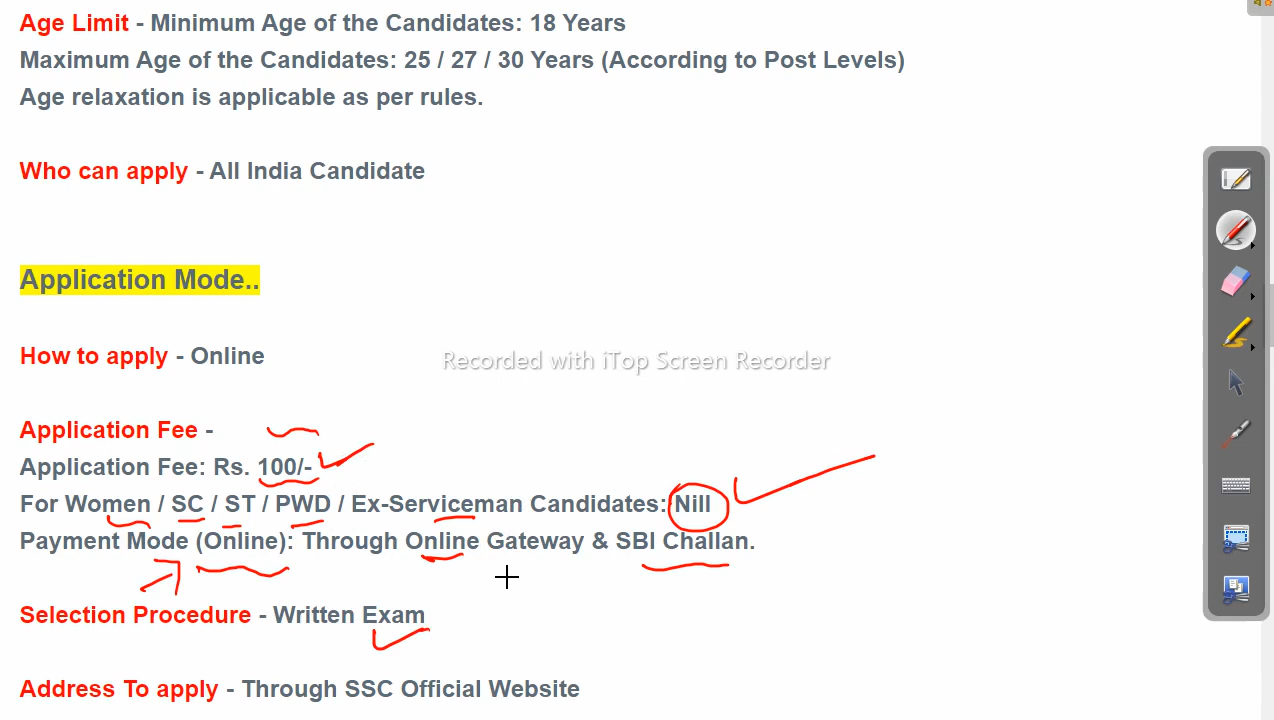 Age Limit - Minimum Age of the Candidates: 18 Years
Maximum Age of the Candidates: 25 / 27 / 30 Years (According to Post Levels)
Age relaxation is applicable as per rules.
Who can apply - All India Candidate
Application Mode..
How to apply - Online
Recorded with iTop Screen Recorder
Application Fee -
Application Fee: Rs. 100/-
For Women / SC / ST / PWD / Ex-Serviceman Candidates: Nill
Payment Mode (Online): Through Online Gateway & SBI Challan.
Selection Procedure - Written Exam
Address To apply - Through SSC Official Website